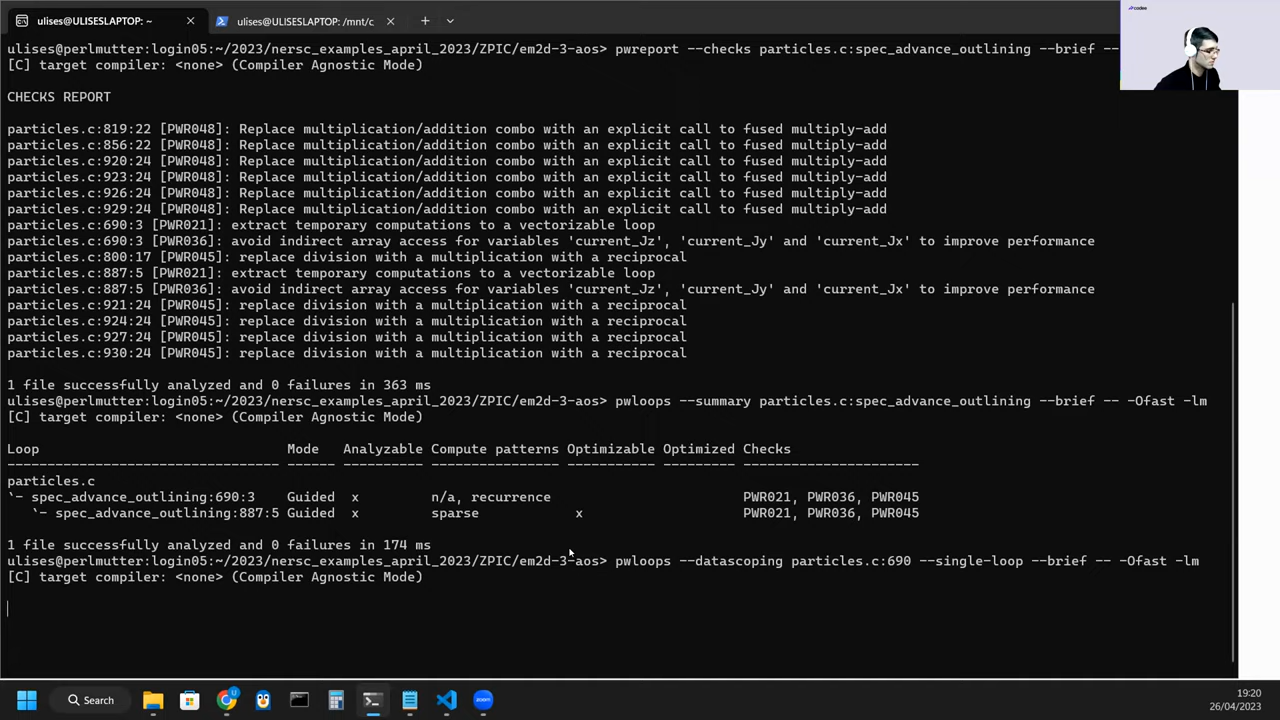 ulises@ULISESLAPTOP: ~
ulises@ULISESLAPTOP: /mnt/c
codee
ulises@perlmutter:login05:~/2023/nersc_examples_april_2023/ZPIC/em2d-3-aos> pwreport --checks particles.c:spec_advance_outlining --brief --
[C] target compiler: <none> (Compiler Agnostic Mode)
CHECKS REPORT
particles.c:819:22 [PWR048]: Replace multiplication/addition combo with an explicit call to fused multiply-add
particles.c:856:22 [PWR048]: Replace multiplication/addition combo with an explicit call to fused multiply-add
particles.c:920:24 [PWR048]: Replace multiplication/addition combo with an explicit call to fused multiply-add
particles.c:923:24 [PWR048]: Replace multiplication/addition combo with an explicit call to fused multiply-add
particles.c:926:24 [PWR048]: Replace multiplication/addition combo with an explicit call to fused multiply-add
particles.c:929:24 [PWR048]: Replace multiplication/addition combo with an explicit call to fused multiply-add
particles.c:690:3 [PWR021]: extract temporary computations to a vectorizable loop
particles.c:690:3 [PWR036]: avoid indirect array access for variables 'current_Jz', 'current_Jy' and 'current_Jx' to improve performance
particles.c:800:17 [PWR045]: replace division with a multiplication with a reciprocal
particles.c:887:5 [PWR021]: extract temporary computations to a vectorizable loop
particles.c:887:5 [PWR036]: avoid indirect array access for variables 'current_Jz', 'current_Jy' and 'current_Jx' to improve performance
particles.c:921:24 [PWR045]: replace division with a multiplication with a reciprocal
particles.c:924:24 [PWR045]: replace division with a multiplication with a reciprocal
particles.c:927:24 [PWR045]: replace division with a multiplication with a reciprocal
particles.c:930:24 [PWR045]: replace division with a multiplication with a reciprocal
1 file successfully analyzed and 0 failures in 363 ms
ulises@perlmutter:login05:~/2023/nersc_examples_april_2023/ZPIC/em2d-3-aos> pwloops --summary particles.c:spec_advance_outlining --brief -- -Ofast -lm
[C] target compiler: <none> (Compiler Agnostic Mode)
Loop Mode Analyzable Compute patterns Optimizable Optimized Checks
---------------------------------- ------ ---------- ---------------- ----------- --------- ----------------------
particles.c
`- spec_advance_outlining:690:3 Guided x n/a, recurrence PWR021, PWR036, PWR045
`- spec_advance_outlining:887:5 Guided x sparse x PWR021, PWR036, PWR045
1 file successfully analyzed and 0 failures in 174 ms
ulises@perlmutter:login05:~/2023/nersc_examples_april_2023/ZPIC/em2d-3-aos> pwloops --datascoping particles.c:690 --single-loop --brief -- -Ofast -lm
[C] target compiler: <none> (Compiler Agnostic Mode)
Search
zoom
19:20
26/04/2023